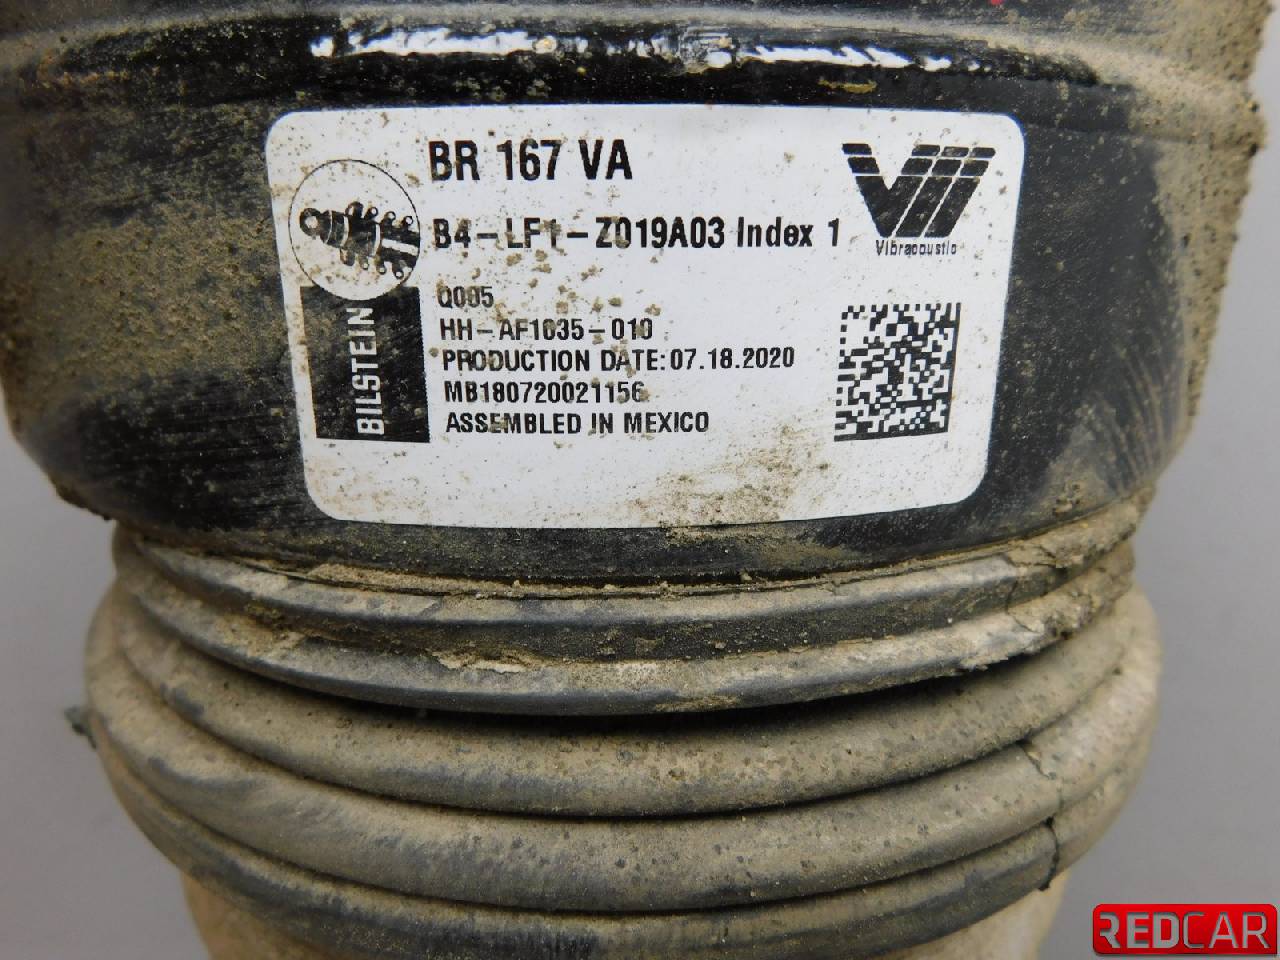 BR 167 VA
B4-LF1-Z019A03 Index 1
Vibracoustic
BILSTEIN
Q005
HH-AF1035-010
PRODUCTION DATE: 07.18.2020
MB180720021156
ASSEMBLED IN MEXICO
REDCAR